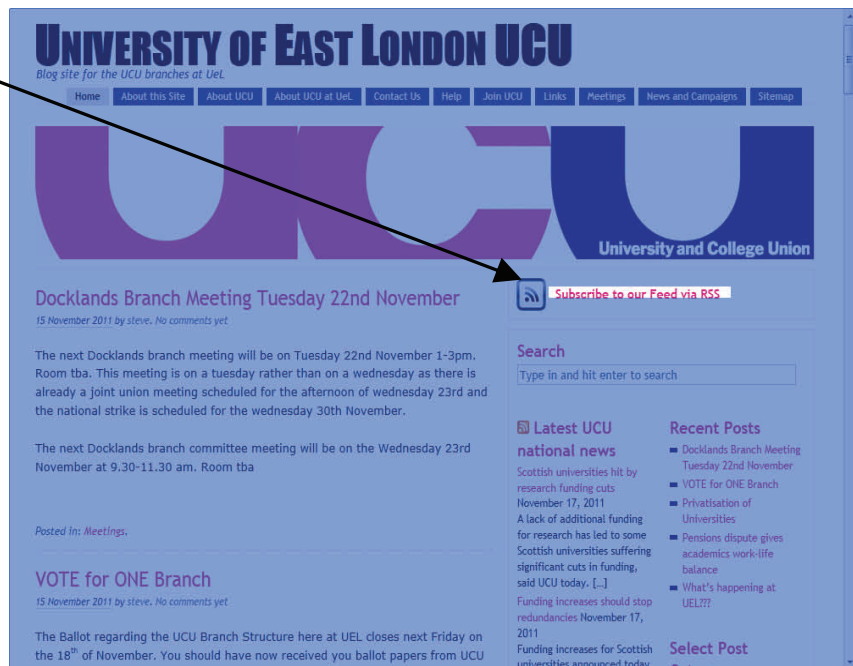 UNIVERSITY OF EAST LONDON UCU
Blog site for the UCU branches at UeL
Home About this Site About UCU About UCU at UeL Contact Us Help Join UCU Links Meetings News and Campaigns Sitemap
UCU
University and College Union
Docklands Branch Meeting Tuesday 22nd November
15 November 2011 by steve. No comments yet
The next Docklands branch meeting will be on Tuesday 22nd November 1-3pm.
Room tba. This meeting is on a tuesday rather than on a wednesday as there is
already a joint union meeting scheduled for the afternoon of wednesday 23rd and
the national strike is scheduled for the wednesday 30th November.
The next Docklands branch committee meeting will be on the Wednesday 23rd
November at 9.30-11.30 am. Room tba
Posted in: Meetings.
VOTE for ONE Branch
15 November 2011 by steve. No comments yet
The Ballot regarding the UCU Branch Structure here at UEL closes next Friday on
the 18th of November. You should have now received you ballot papers from UCU
Subscribe to our Feed via RSS
Search
Type in and hit enter to search
Latest UCU
national news
Scottish universities hit by
research funding cuts
November 17, 2011
A lack of additional funding
for research has led to some
Scottish universities suffering
significant cuts in funding,
said UCU today. […]
Funding increases should stop
redundancies November 17,
2011
Funding increases for Scottish
universities announced today
Recent Posts
Docklands Branch Meeting
Tuesday 22nd November
VOTE for ONE Branch
Privatisation of
Universities
Pensions dispute gives
academics work-life
balance
What's happening at
UEL???
Select Post